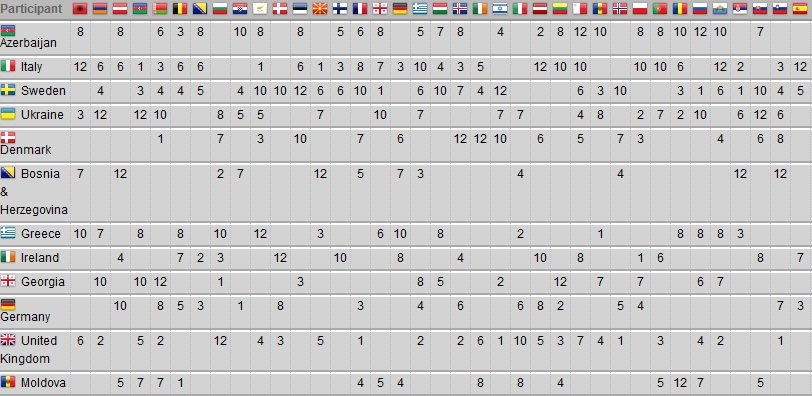 Participant
8 8 6 3 8 10 8 8 5 6 8 5 7 8 4 2 8 12 10 8 8 10 12 10 7
Azerbaijan
Italy 12 6 6 1 3 6 6 1 6 1 3 8 7 3 10 4 3 5 12 10 10 10 10 6 12 2 3 12
Sweden 4 3 4 4 5 4 10 10 12 6 6 10 1 6 10 7 4 12 6 3 10 3 1 6 1 10 4 5
Ukraine 3 12 12 10 8 5 5 7 10 7 7 7 4 8 2 7 2 10 6 12 6
1 7 3 10 7 6 12 12 10 6 5 7 3 4 6 8
Denmark
Bosnia 7 12 2 7 12 5 7 3 4 4 12 12
&
Herzegovina
Greece 10 7 8 8 10 12 3 6 10 8 2 1 8 8 8 3
Ireland 4 7 2 3 12 10 8 4 10 8 1 6 8 7
Georgia 10 10 12 1 3 8 5 2 12 7 7 6 7
10 8 5 3 1 8 3 4 6 6 8 2 5 4 7 3
Germany
United 6 2 5 2 12 4 3 5 1 2 2 6 1 10 5 3 7 4 1 3 4 2 1
Kingdom
Moldova 5 7 7 1 4 5 4 8 8 4 5 12 7 5